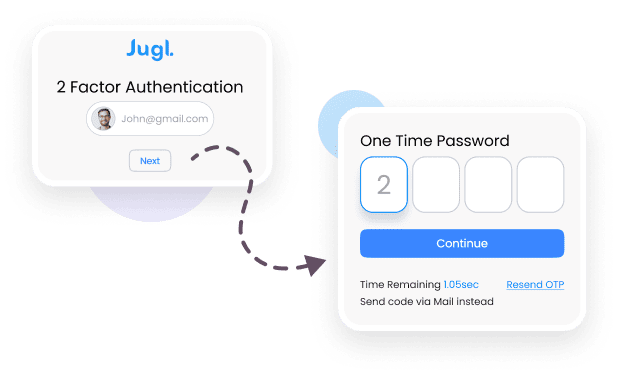 Jugl.
2 Factor Authentication
John@gmail.com
Next
One Time Password
2
Continue
Time Remaining 1.05sec Resend OTP
Send code via Mail instead